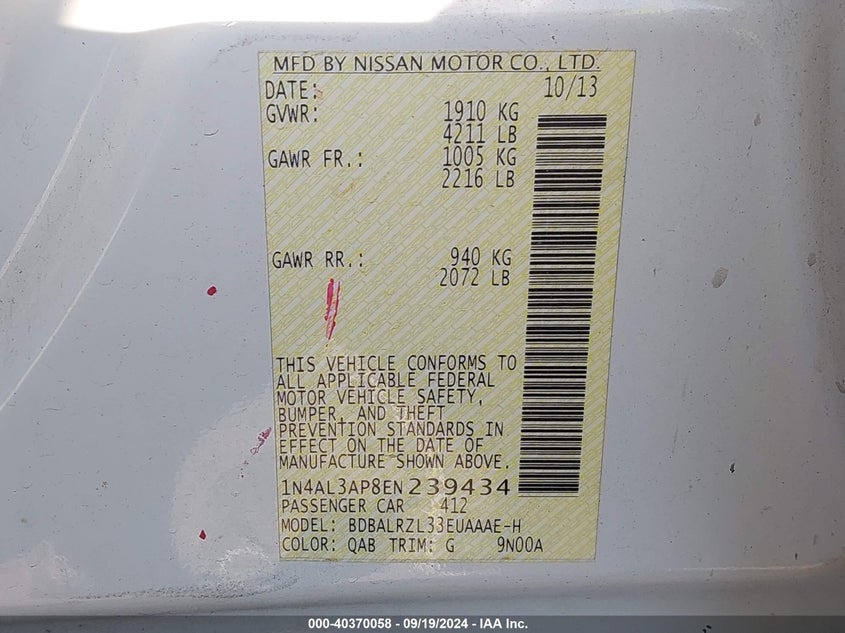 MFD BY NISSAN MOTOR CO., LTD.
DATE: 10/13
GVWR: 1910 KG
4211 LB
GAWR FR.: 1005 KG
2216 LB
GAWR RR.: 940 KG
2072 LB
THIS VEHICLE CONFORMS TO
ALL APPLICABLE FEDERAL
MOTOR VEHICLE SAFETY,
BUMPER, AND THEFT
PREVENTION STANDARDS IN
EFFECT ON THE DATE OF
MANUFACTURE SHOWN ABOVE.
1N4AL3AP8EN239434
PASSENGER CAR 412
MODEL: BDBALRZL33EUAAAE-H
COLOR: QAB TRIM: G 9N00A
000-40370058 - 09/19/2024 - IAA Inc.